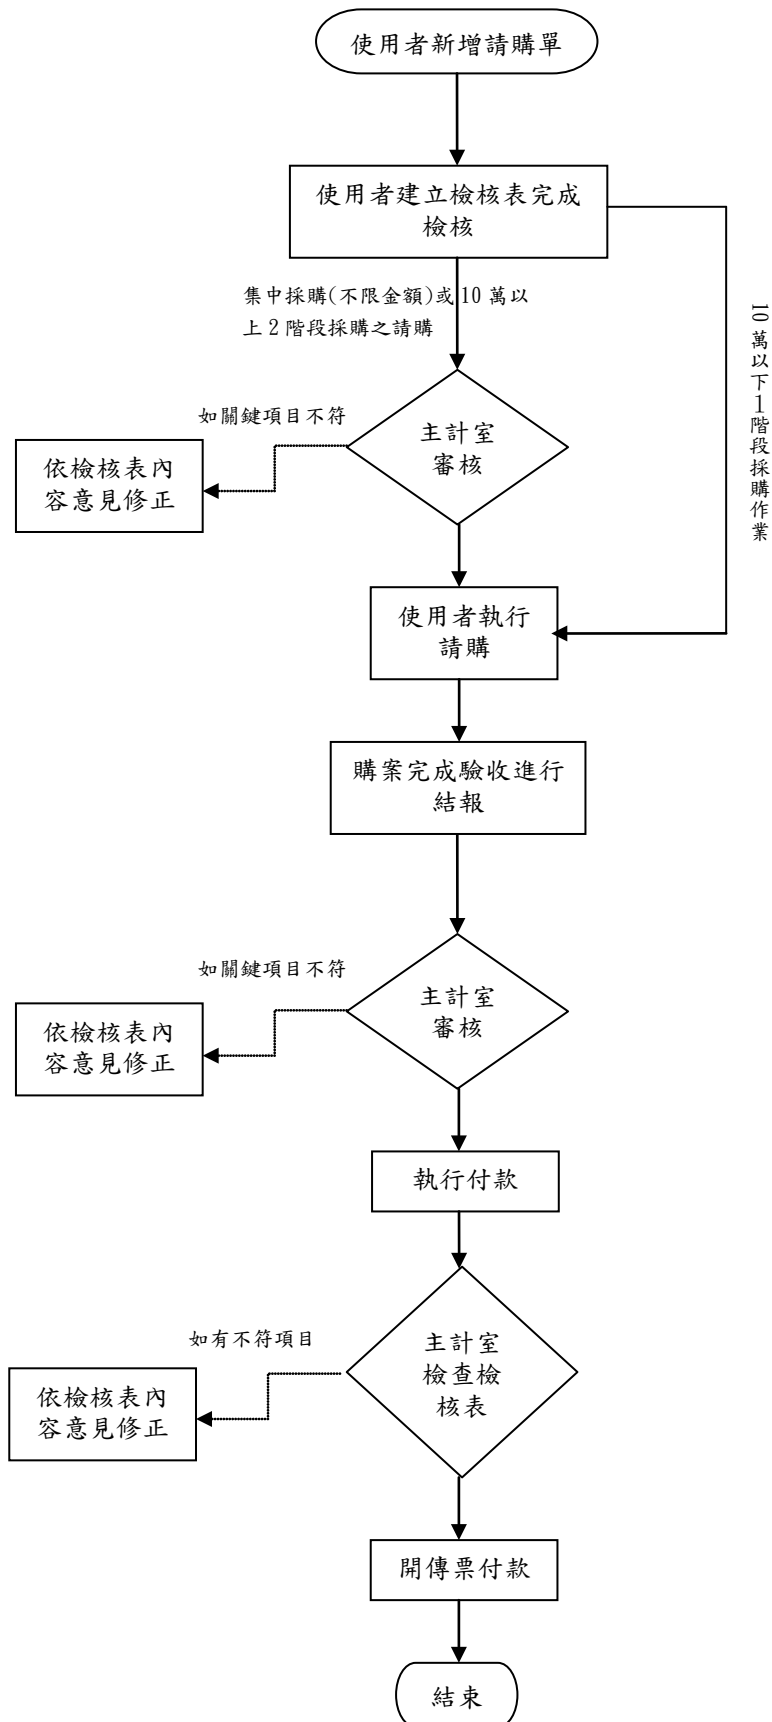 使用者新增請購單
使用者建立檢核表完成
檢核
集中採購(不限金額)或 10 萬以
上 2 階段採購之請購
10 萬以下 1 階段採購作業
如關鍵項目不符
主計室
審核
依檢核表內
容意見修正
使用者執行
請購
購案完成驗收進行
結報
如關鍵項目不符
主計室
審核
依檢核表內
容意見修正
執行付款
如有不符項目
主計室
檢查檢
核表
依檢核表內
容意見修正
開傳票付款
結束